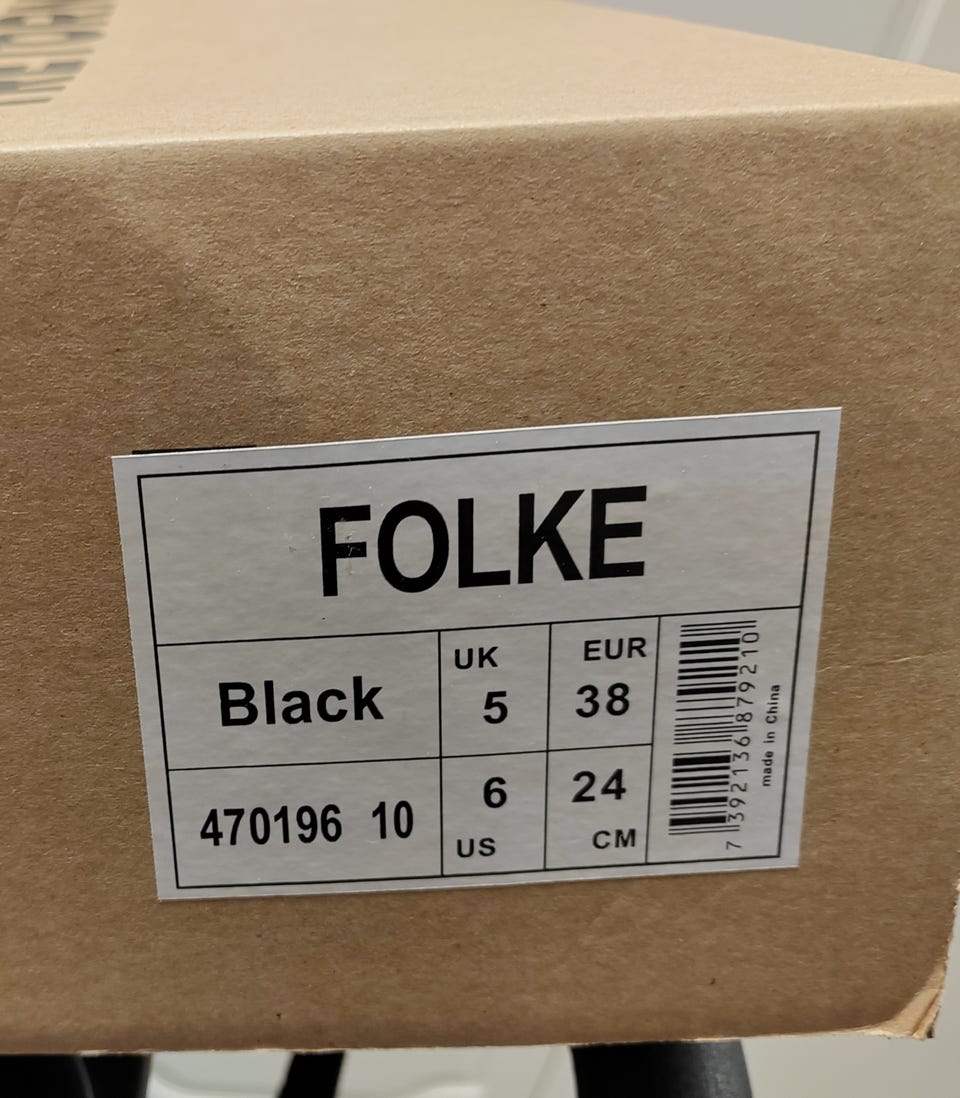 FOLKE
Black
UK
5
EUR
38
470196 10
6
US
24
CM
7 392136 879210
made in China